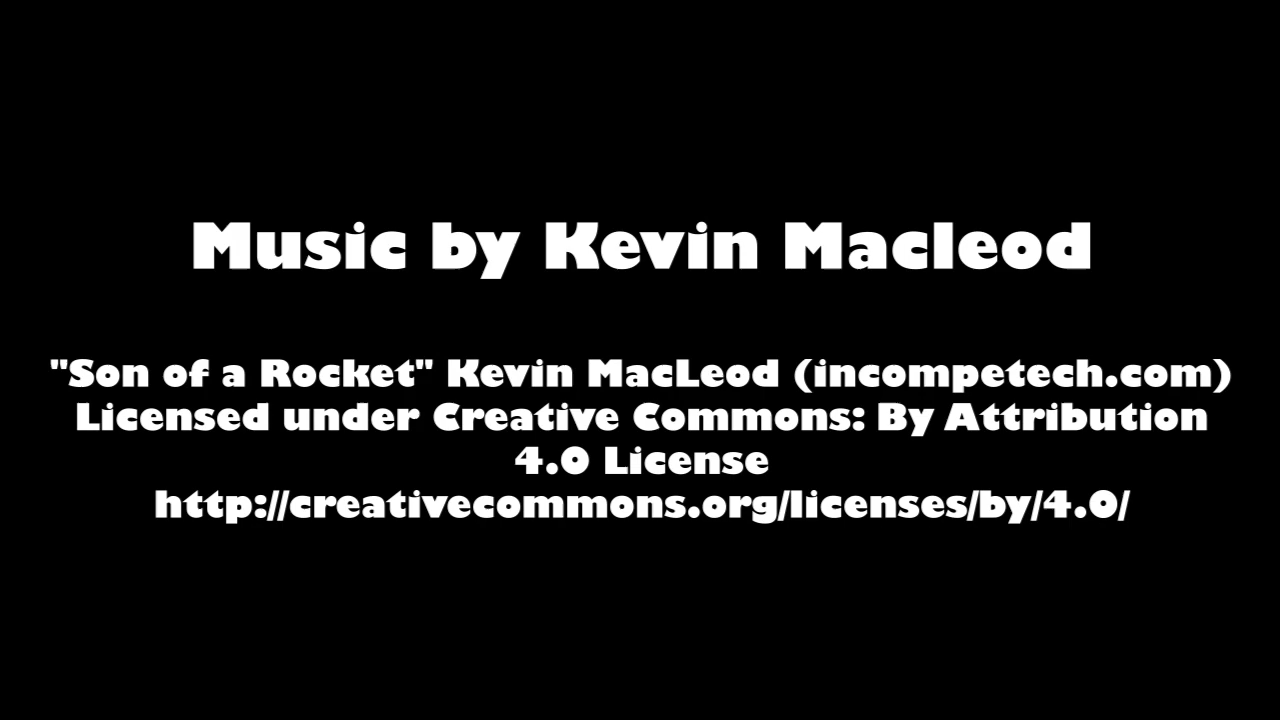 Music by Kevin Macleod
"Son of a Rocket" Kevin MacLeod (incompetech.com)
Licensed under Creative Commons: By Attribution
4.0 License
http://creativecommons.org/licenses/by/4.0/